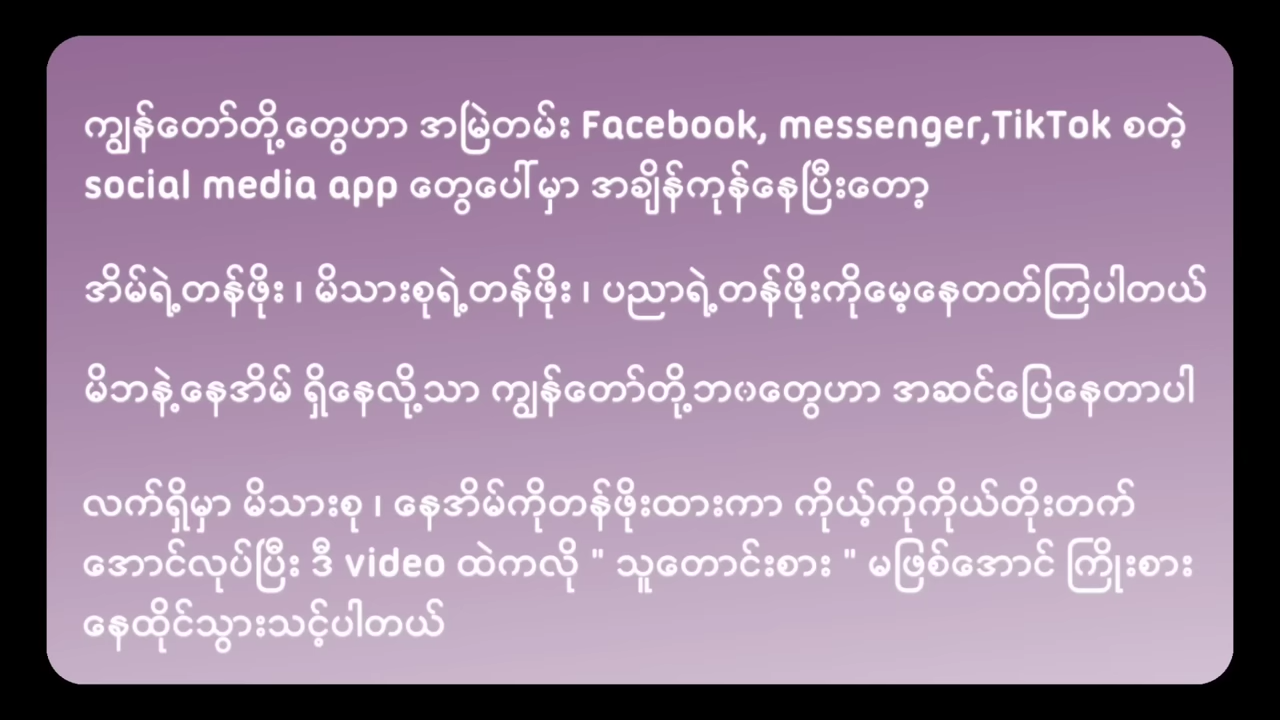 ကျွန်တော်တို့တွေဟာ အမြဲတမ်း Facebook, messenger,TikTok စတဲ့
social media app တွေပေါ်မှာ အချိန်ကုန်နေပြီးတော့
အိမ်ရဲ့တန်ဖိုး ၊ မိသားစုရဲ့တန်ဖိုး ၊ ပညာရဲ့တန်ဖိုးကိုမေ့နေတတ်ကြပါတယ်
မိဘနဲ့နေအိမ် ရှိနေလို့သာ ကျွန်တော်တို့ဘဝတွေဟာ အဆင်ပြေနေတာပါ
လက်ရှိမှာ မိသားစု ၊ နေအိမ်ကိုတန်ဖိုးထားကာ ကိုယ့်ကိုကိုယ်တိုးတက်
အောင်လုပ်ပြီး ဒီ video ထဲကလို " သူတောင်းစား " မဖြစ်အောင် ကြိုးစား
နေထိုင်သွားသင့်ပါတယ်